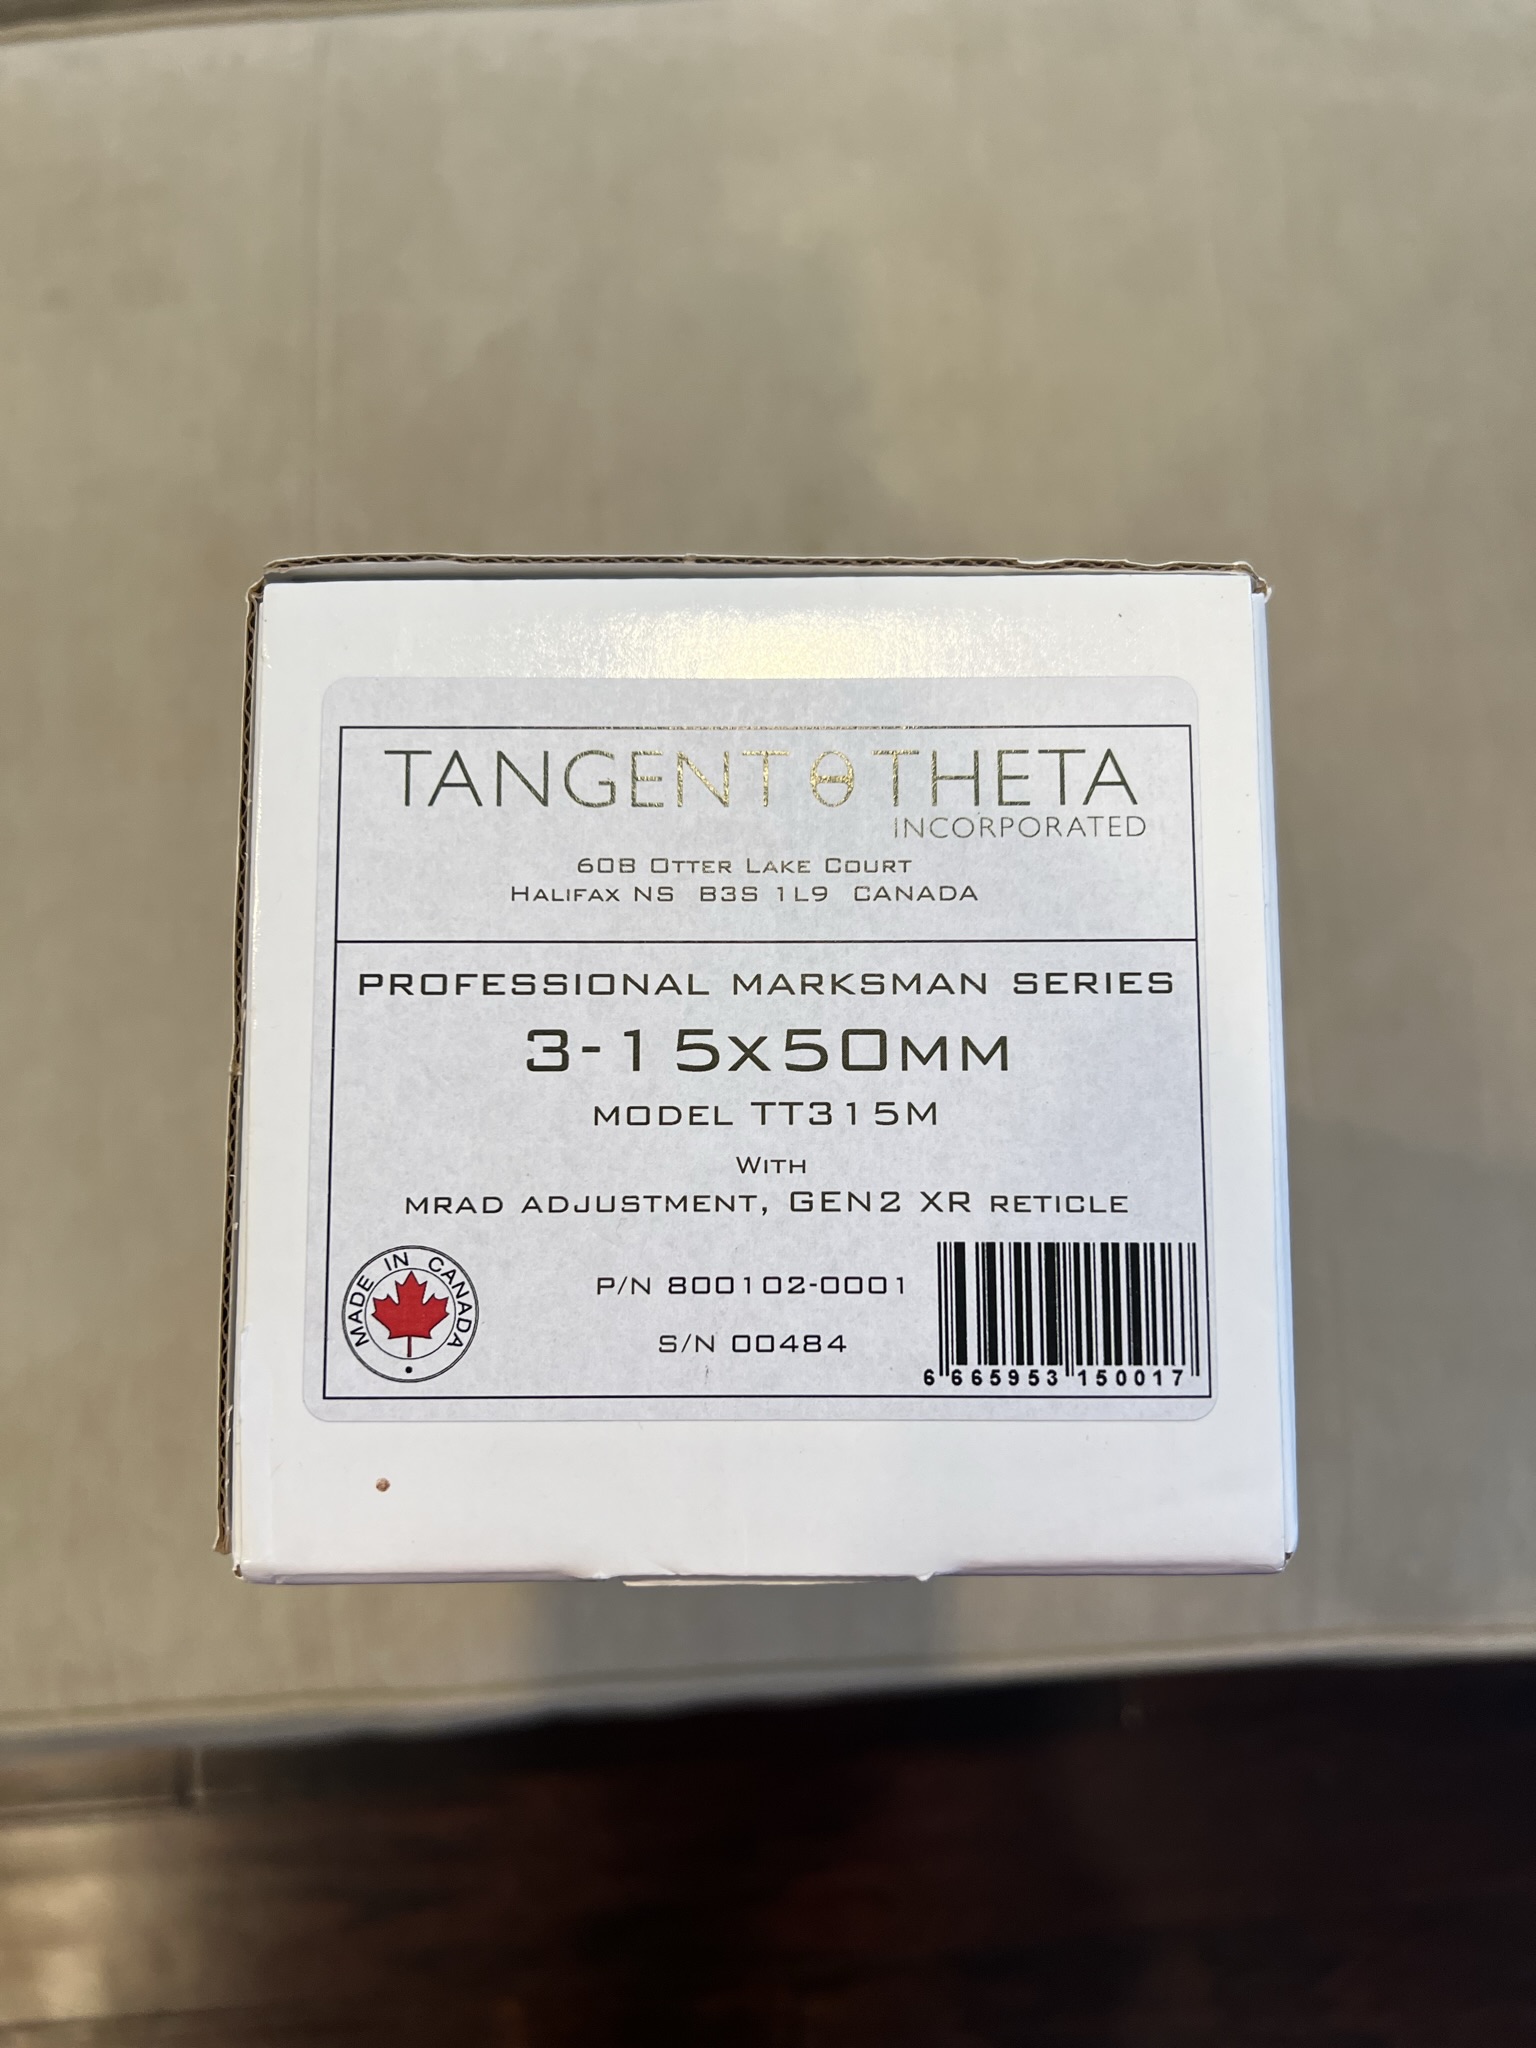 TANGENT θ THETA
INCORPORATED
60B OTTER LAKE COURT
HALIFAX NS B3S 1L9 CANADA
PROFESSIONAL MARKSMAN SERIES
3-15x50MM
MODEL TT315M
WITH
MRAD ADJUSTMENT, GEN2 XR RETICLE
MADE IN CANADA
P/N 800102-0001
S/N 00484
6 665953 150017